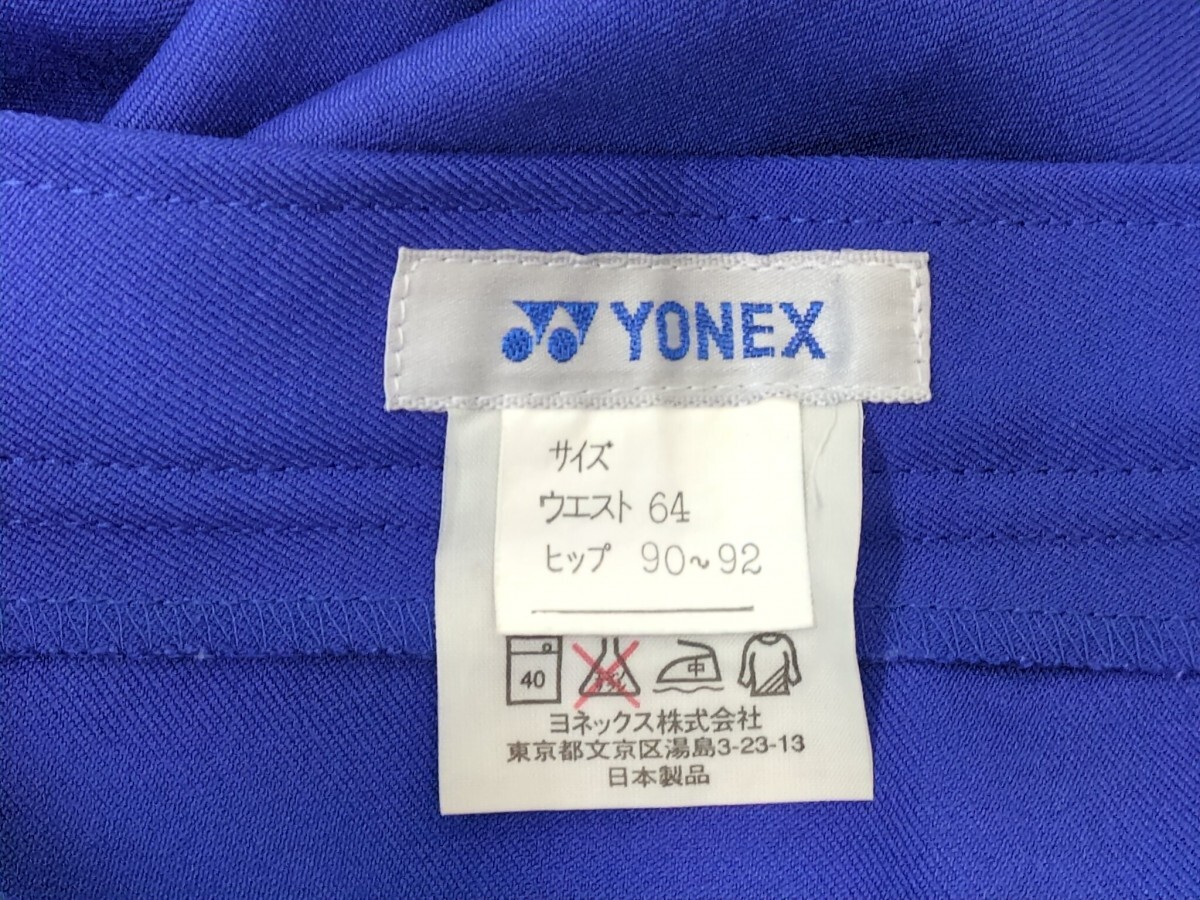 YONEX
サイズ
ウエスト 64
ヒップ 90~92
40
中
ヨネックス株式会社
東京都文京区湯島3-23-13
日本製品